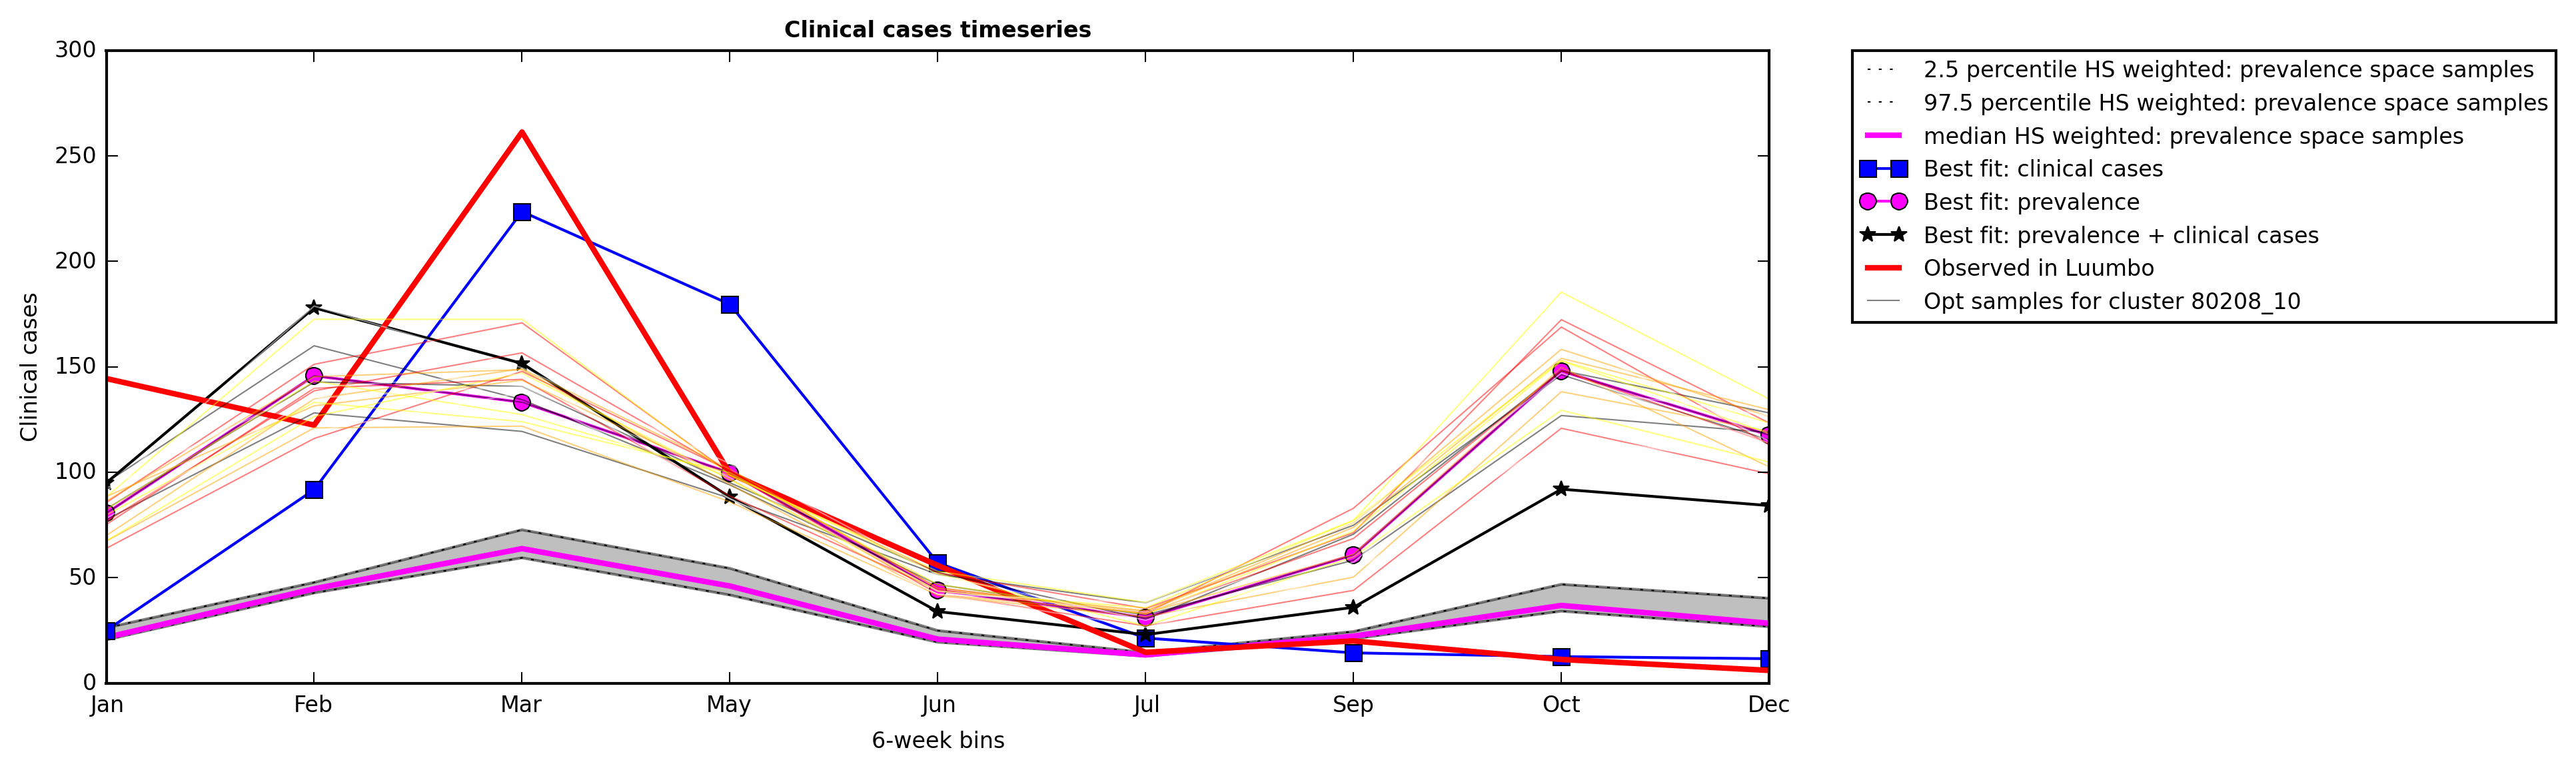 Clinical cases timeseries
300
250
200
150
100
50
0
Clinical cases
Jan Feb Mar May Jun Jul Sep Oct Dec
6-week bins
2.5 percentile HS weighted: prevalence space samples
97.5 percentile HS weighted: prevalence space samples
median HS weighted: prevalence space samples
Best fit: clinical cases
Best fit: prevalence
Best fit: prevalence + clinical cases
Observed in Luumbo
Opt samples for cluster 80208_10